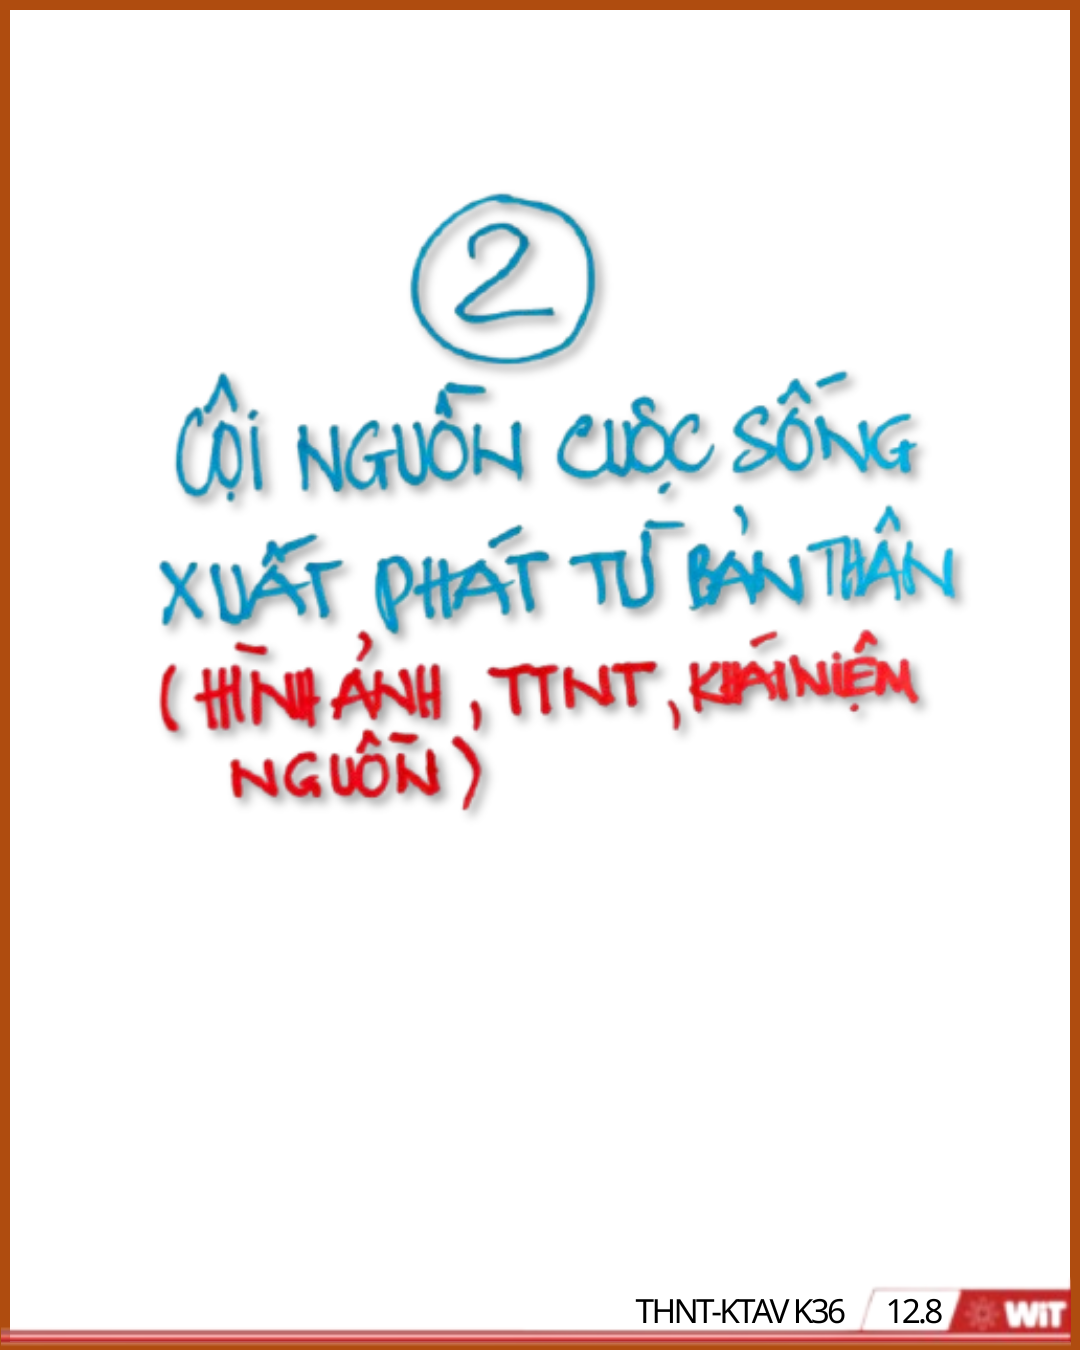 2
CỘI NGUỒN CUỘC SỐNG
XUẤT PHÁT TỪ BẢN THÂN
(HÌNH ẢNH, TTNT, KHÁI NIỆM
NGUỒN)
THNT-KTAV K36 12.8 WiT